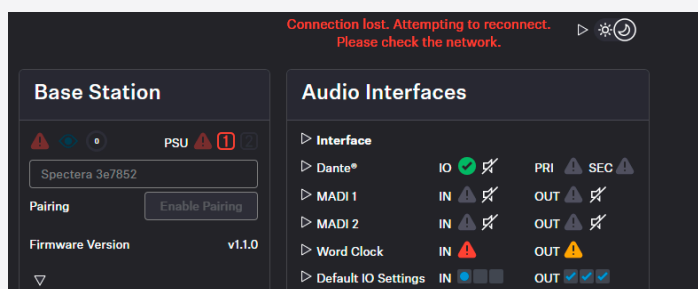 Connection lost. Attempting to reconnect.
Please check the network.
Base Station
0
PSU 1 2
Spectera 3e7852
Pairing Enable Pairing
Firmware Version v1.1.0
Audio Interfaces
Interface
Dante® IO PRI SEC
MADI 1 IN OUT
MADI 2 IN OUT
Word Clock IN OUT
Default IO Settings IN OUT